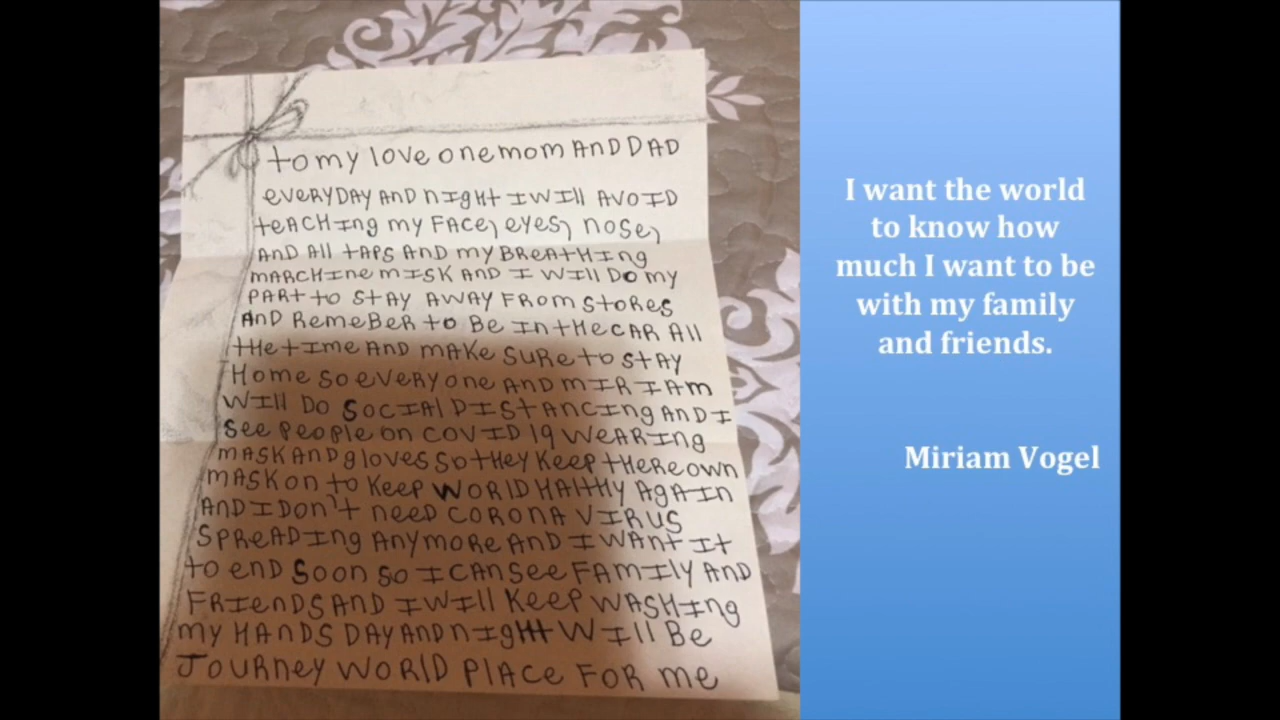 to my love one mom AnD DAD
eveRYDAY AnD nIgHt I WIll AVOID
teACHIng my FAce, eyes, nose,
AnD All tAPS AnD my BReAtHIng
mARCHIne mISK AnD I WIll Do my
PARt to StAY AWAY FRom StoReS
AnD RemeBeR to Be In tHe CAR All
tHe tIme AnD mAke SuRe to StAY
Home so eveRY one AnD mIRIAm
WIll Do SocIAl DIStAncIng AnD I
See PeoPle on COVID 19 WeARIng
mASK AnD gloves So tHey KeeP tHeRe own
mASK on to KeeP WoRlD HAltHy AgAIn
AnD I Don't neeD CORONA VIRUS
SPReADIng AnymoRe AnD I WAnt It
to enD Soon so I CAn See FAmIly AnD
FRIenDS AnD I WIll KeeP WASHIng
my HAnDS DAY AnD nIgHt WIll Be
JouRney WoRlD PlAce FoR me
I want the world
to know how
much I want to be
with my family
and friends.
Miriam Vogel